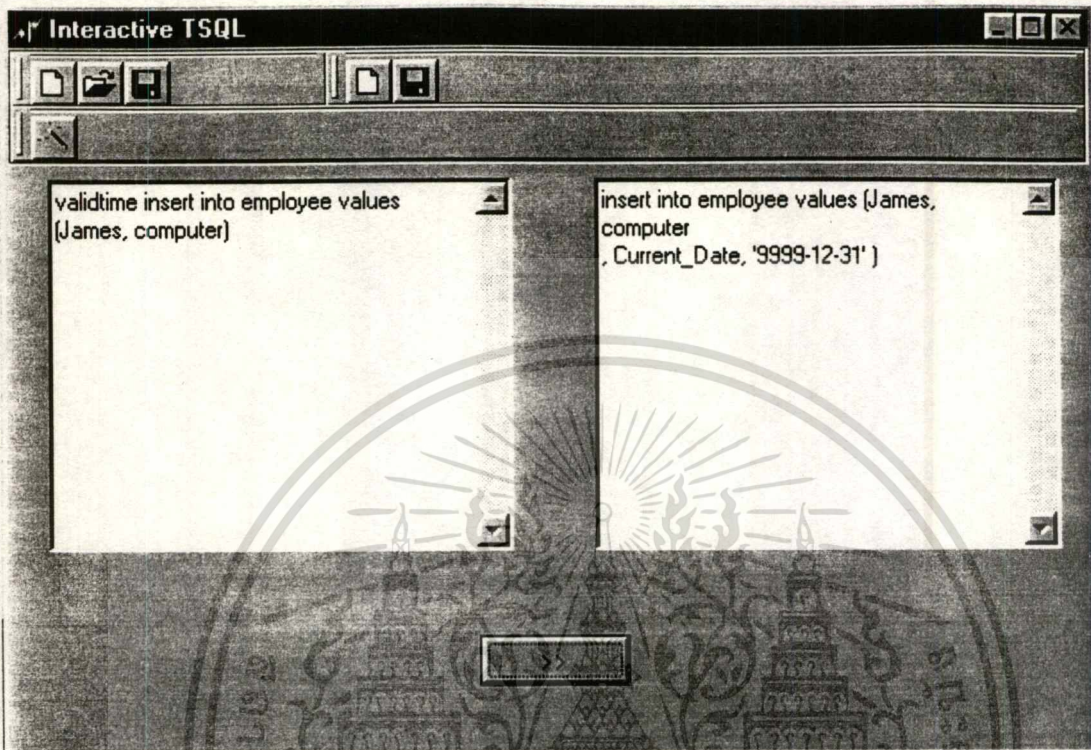 Interactive TSQL
validtime insert into employee values
(James, computer)
insert into employee values (James,
computer
, Current_Date, '9999-12-31' )
>>